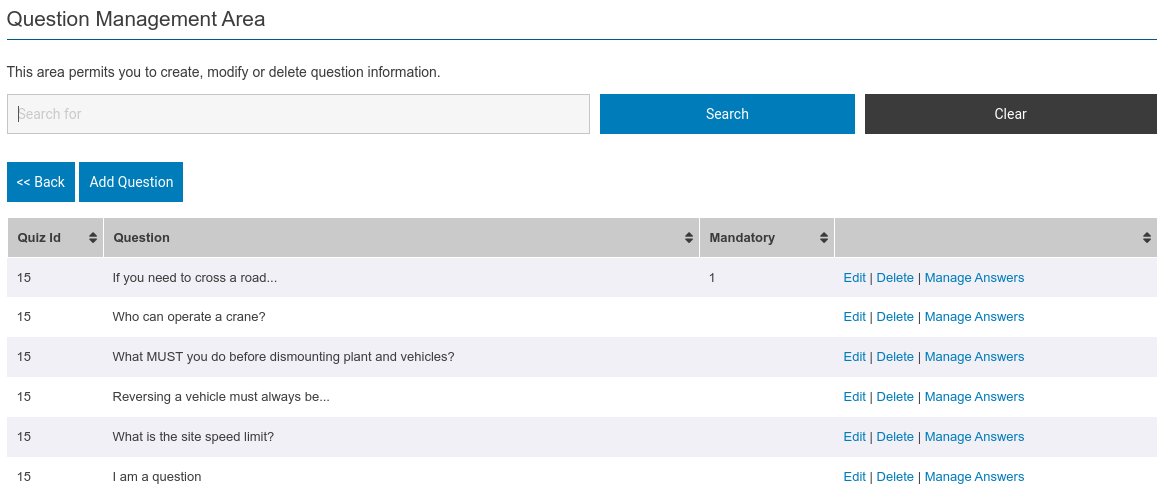 Question Management Area
This area permits you to create, modify or delete question information.
Search for Search Clear
<< Back Add Question
Quiz Id Question Mandatory
15 If you need to cross a road... 1 Edit | Delete | Manage Answers
15 Who can operate a crane? Edit | Delete | Manage Answers
15 What MUST you do before dismounting plant and vehicles? Edit | Delete | Manage Answers
15 Reversing a vehicle must always be... Edit | Delete | Manage Answers
15 What is the site speed limit? Edit | Delete | Manage Answers
15 I am a question Edit | Delete | Manage Answers